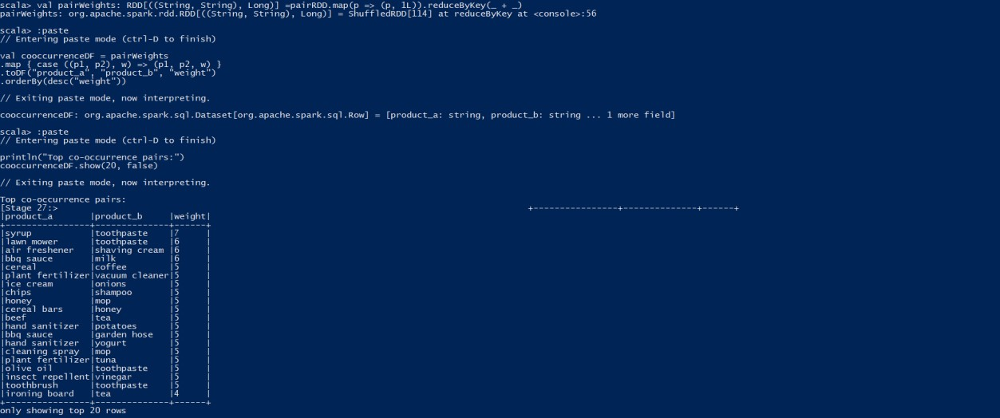 scala> val pairWeights: RDD[((String, String), Long)] =pairRDD.map(p => (p, 1L)).reduceByKey(_ + _)
pairWeights: org.apache.spark.rdd.RDD[((String, String), Long)] = ShuffledRDD[114] at reduceByKey at <console>:56
scala> :paste
// Entering paste mode (ctrl-D to finish)
val cooccurrenceDF = pairWeights
.map { case ((p1, p2), w) => (p1, p2, w) }
.toDF("product_a", "product_b", "weight")
.orderBy(desc("weight"))
// Exiting paste mode, now interpreting.
cooccurrenceDF: org.apache.spark.sql.Dataset[org.apache.spark.sql.Row] = [product_a: string, product_b: string ... 1 more field]
scala> :paste
// Entering paste mode (ctrl-D to finish)
println("Top co-occurrence pairs:")
cooccurrenceDF.show(20, false)
// Exiting paste mode, now interpreting.
Top co-occurrence pairs:
[Stage 27:> +----------------+--------------+------+
|product_a |product_b |weight|
+----------------+--------------+------+
|syrup |toothpaste |7 |
|lawn mower |toothpaste |6 |
|air freshener |shaving cream |6 |
|bbq sauce |milk |6 |
|cereal |coffee |5 |
|plant fertilizer|vacuum cleaner|5 |
|ice cream |onions |5 |
|chips |shampoo |5 |
|honey |mop |5 |
|cereal bars |honey |5 |
|beef |tea |5 |
|hand sanitizer |potatoes |5 |
|bbq sauce |garden hose |5 |
|hand sanitizer |yogurt |5 |
|cleaning spray |mop |5 |
|plant fertilizer|tuna |5 |
|olive oil |toothpaste |5 |
|insect repellent|vinegar |5 |
|toothbrush |toothpaste |5 |
|ironing board |tea |4 |
+----------------+--------------+------+
only showing top 20 rows